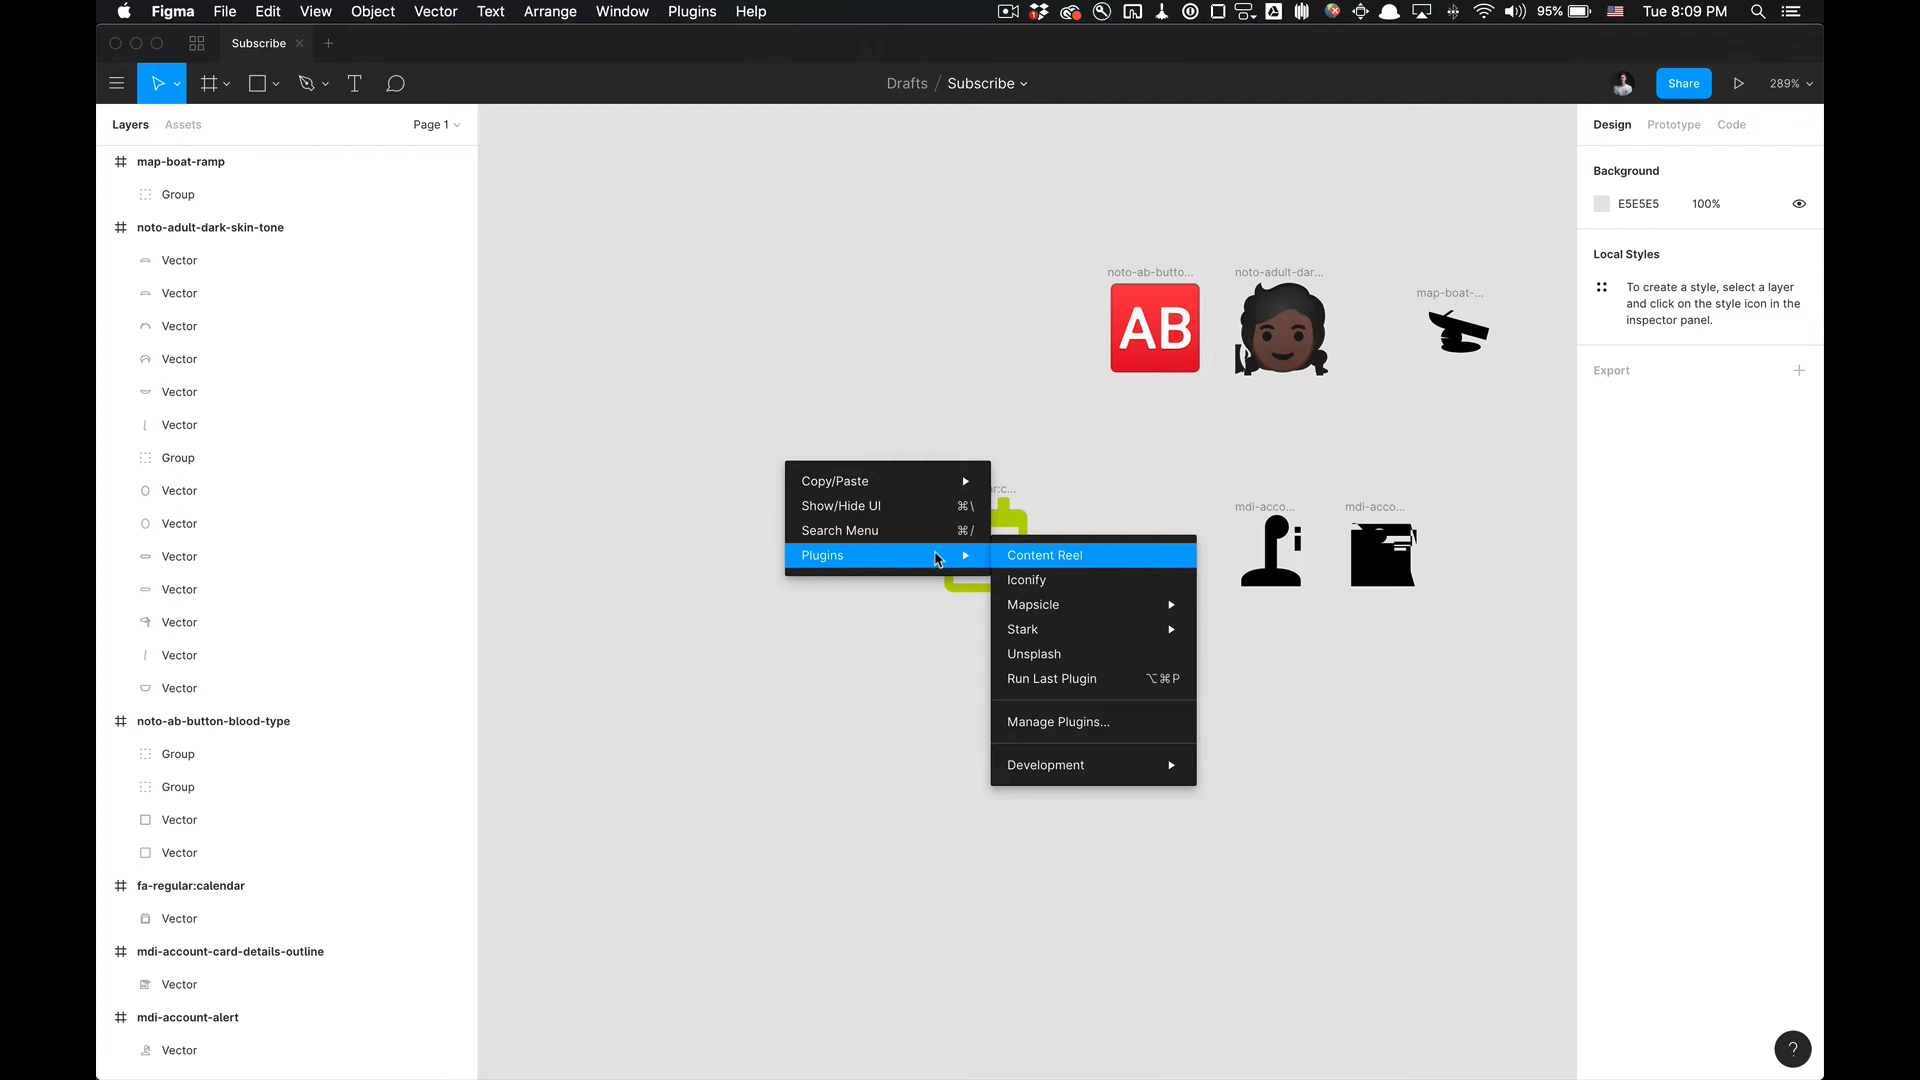 Figma File Edit View Object Vector Text Arrange Window Plugins Help 95% Tue 8:09 PM
Subscribe
Drafts / Subscribe
Share
289%
Layers Assets Page 1
map-boat-ramp
Group
noto-adult-dark-skin-tone
Vector
Vector
Vector
Vector
Vector
Vector
Group
Vector
Vector
Vector
Vector
Vector
Vector
Vector
noto-ab-button-blood-type
Group
Group
Vector
Vector
fa-regular:calendar
Vector
mdi-account-card-details-outline
Vector
mdi-account-alert
Vector
noto-ab-butto...
noto-adult-dar...
map-boat-...
AB
ar:c...
mdi-acco...
mdi-acco...
Copy/Paste
Show/Hide UI ⌘\
Search Menu ⌘/
Plugins
Content Reel
Iconify
Mapsicle
Stark
Unsplash
Run Last Plugin ⌥⌘P
Manage Plugins...
Development
Design Prototype Code
Background
E5E5E5 100%
Local Styles
To create a style, select a layer
and click on the style icon in the
inspector panel.
Export
?